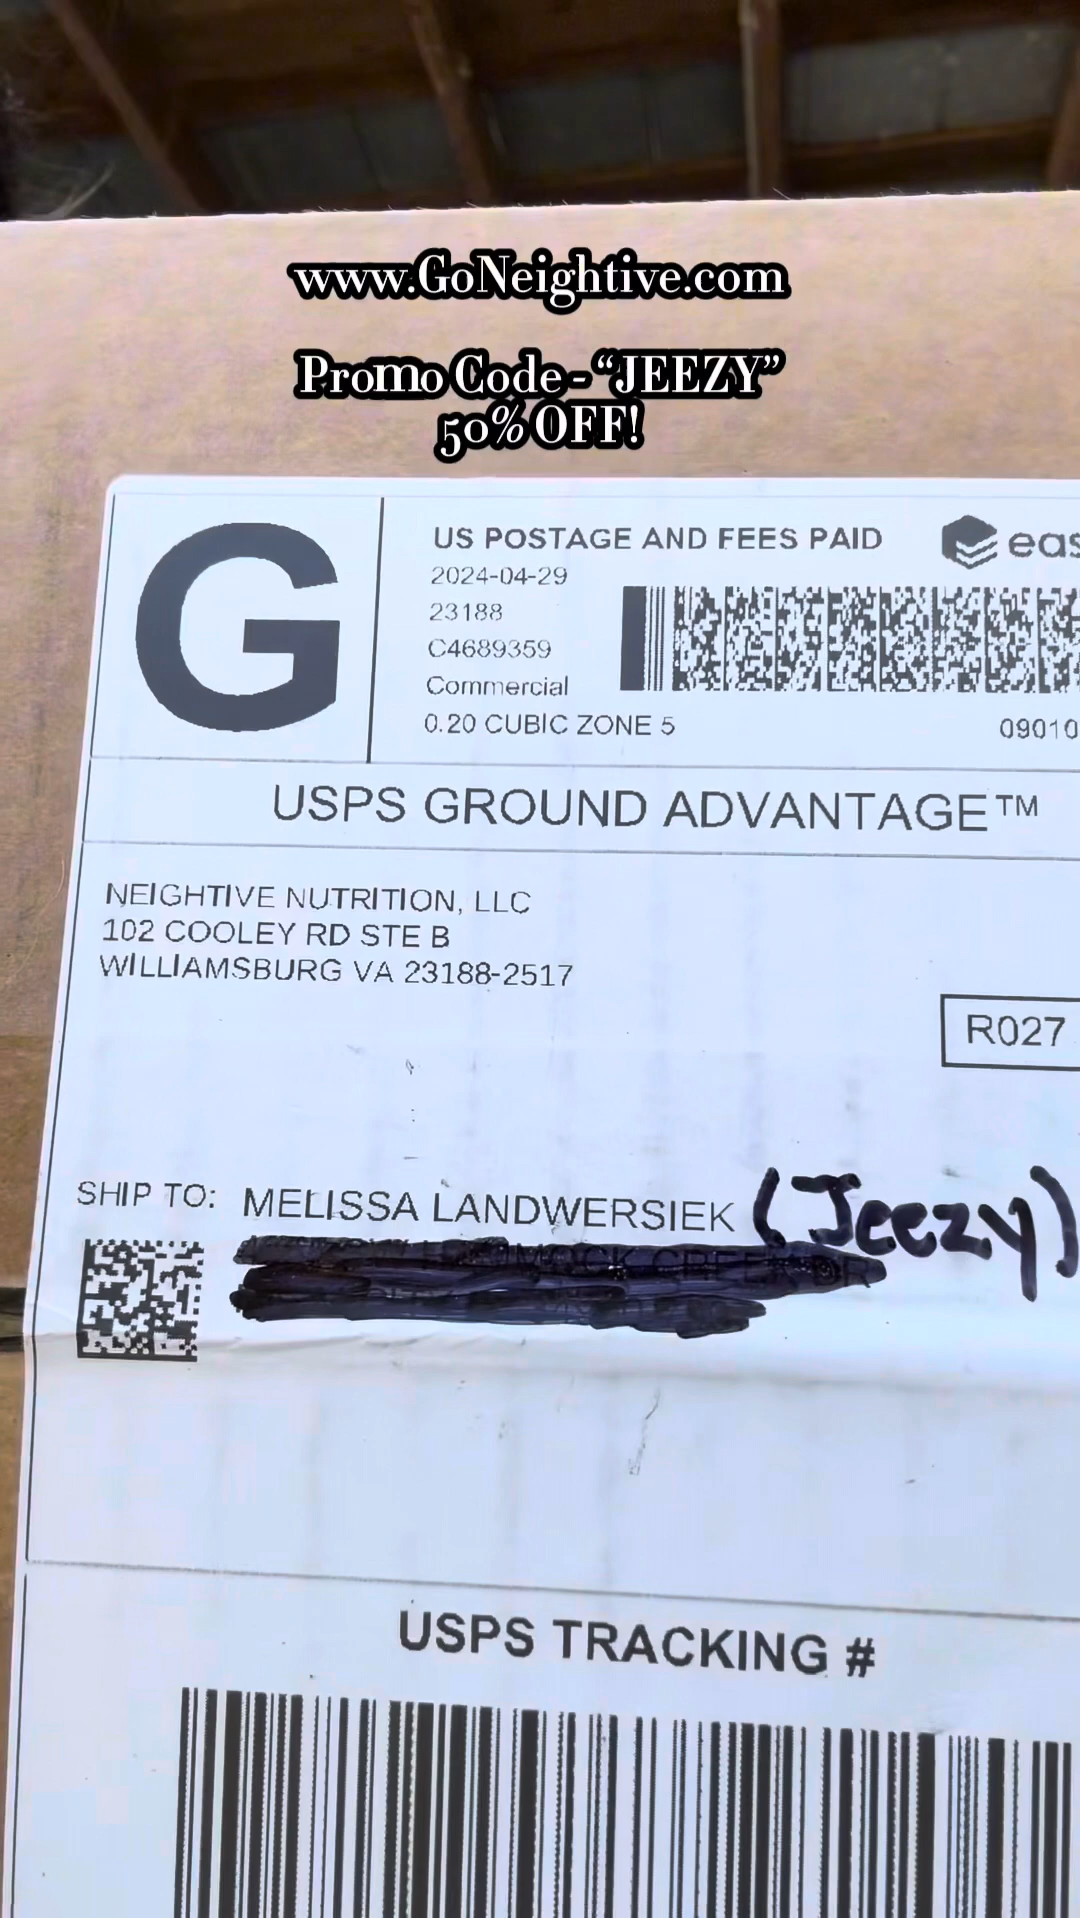 www.GoNeightive.com
Promo Code - “JEEZY”
50% OFF!
G
US POSTAGE AND FEES PAID
2024-04-29
23188
C4689359
Commercial
0.20 CUBIC ZONE 5
eas
09010
USPS GROUND ADVANTAGE™
NEIGHTIVE NUTRITION, LLC
102 COOLEY RD STE B
WILLIAMSBURG VA 23188-2517
R027
SHIP TO: MELISSA LANDWERSIEK (Jeezy)
USPS TRACKING #